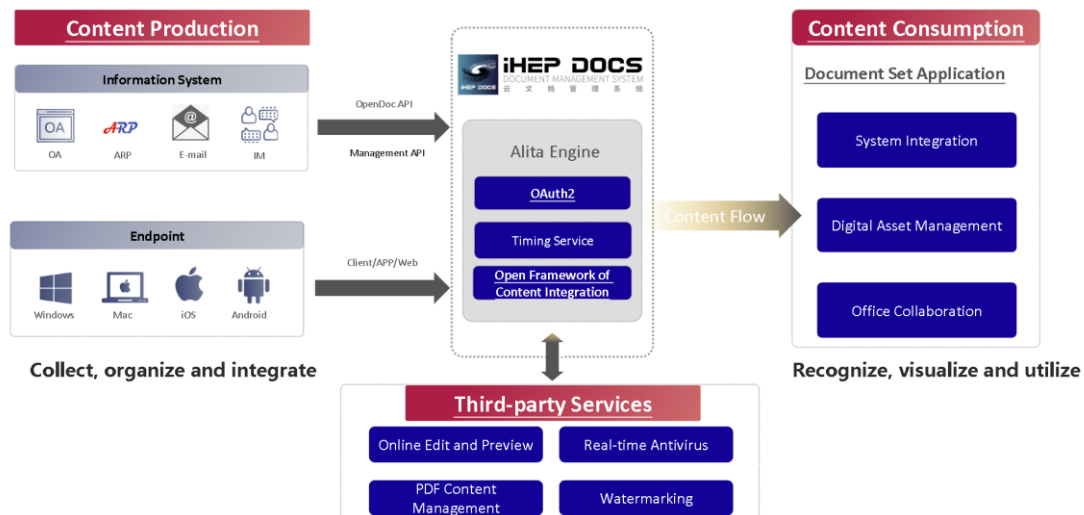 Content Production
Information System
OA
ARP
OA
ARP
E-mail
IM
Endpoint
Windows
Mac
iOS
Android
Collect, organize and integrate
OpenDoc API
Management API
Client/APP/Web
iHEP DOCS
iHEP DOCS
DOCUMENT MANAGEMENT SYSTEM
云文档管理系统
Alita Engine
OAuth2
Timing Service
Open Framework of
Content Integration
Content Flow
Content Consumption
Document Set Application
System Integration
Digital Asset Management
Office Collaboration
Recognize, visualize and utilize
Third-party Services
Online Edit and Preview
Real-time Antivirus
PDF Content
Management
Watermarking